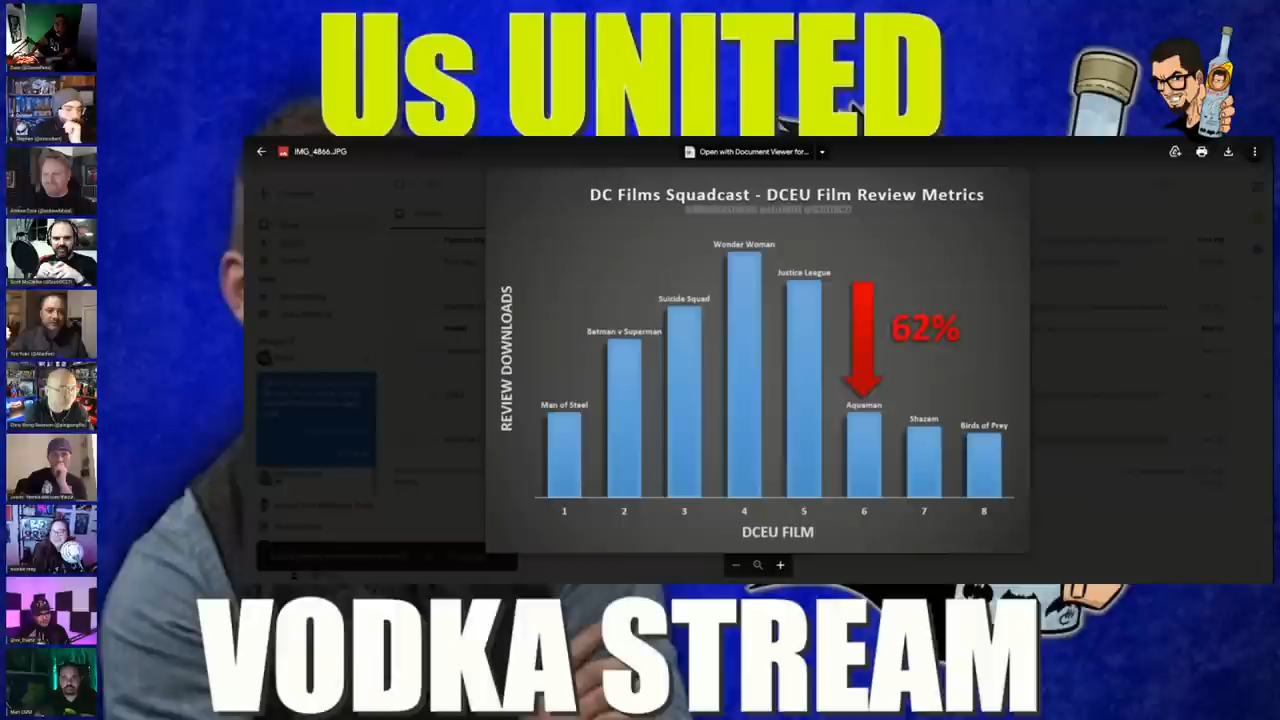 Us UNITED
IMG_4866.JPG
Open with Document Viewer for...
DC Films Squadcast - DCEU Film Review Metrics
Wonder Woman
Justice League
Suicide Squad
62%
Batman v Superman
REVIEW DOWNLOADS
Man of Steel
Aquaman
Shazam
Birds of Prey
1 2 3 4 5 6 7 8
DCEU FILM
VODKA STREAM